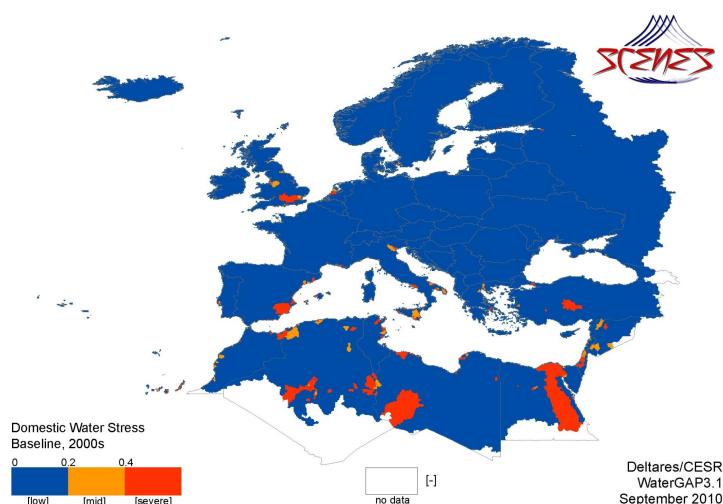 SCENES
Domestic Water Stress
Baseline, 2000s
0 0.2 0.4
[low] [mid] [severe]
[-]
no data
Deltares/CESR
WaterGAP3.1
September 2010